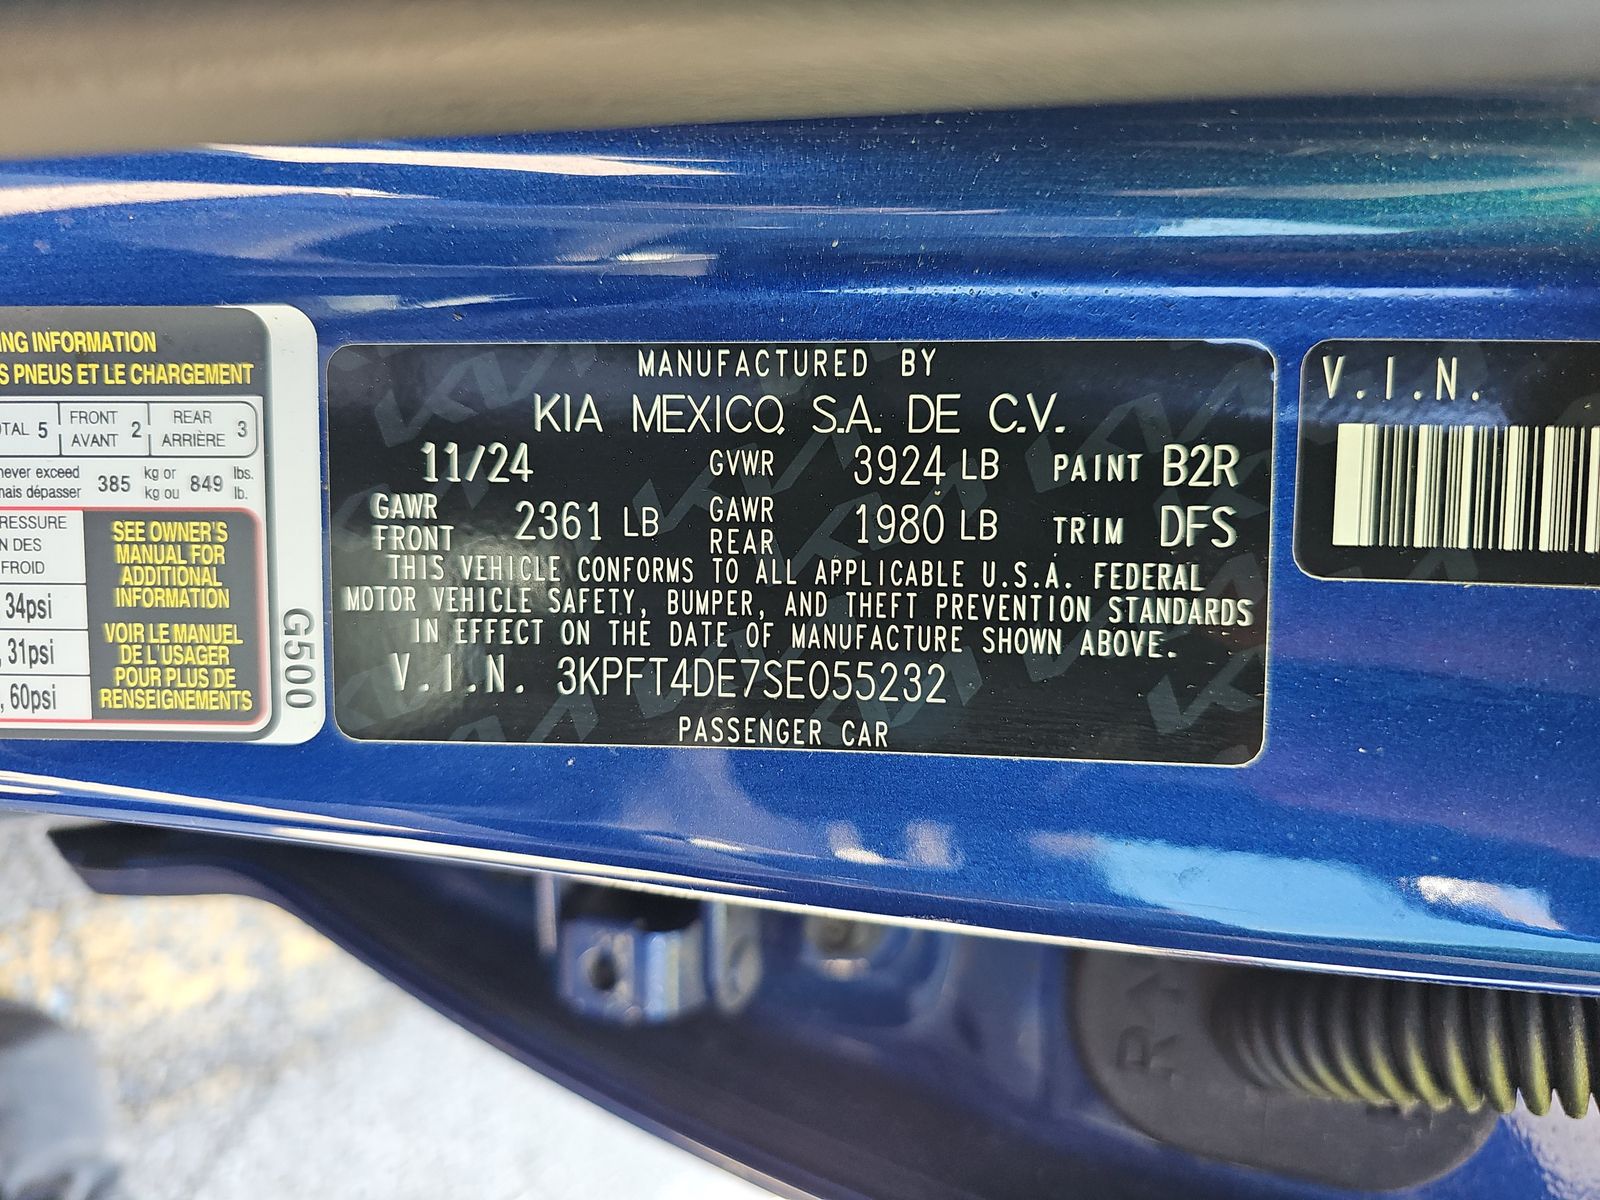 NG INFORMATION
S PNEUS ET LE CHARGEMENT
TOTAL 5 FRONT AVANT 2 REAR ARRIÈRE 3
never exceed 385 kg or 849 lbs.
mais dépasser kg ou lb.
RESSURE
N DES
FROID
34psi
31psi
60psi
SEE OWNER'S
MANUAL FOR
ADDITIONAL
INFORMATION
VOIR LE MANUEL
DE L'USAGER
POUR PLUS DE
RENSEIGNEMENTS
G500
MANUFACTURED BY
KIA MEXICO, S.A. DE C.V.
11/24 GVWR 3924 LB PAINT B2R
GAWR FRONT 2361 LB GAWR REAR 1980 LB TRIM DFS
THIS VEHICLE CONFORMS TO ALL APPLICABLE U.S.A. FEDERAL
MOTOR VEHICLE SAFETY, BUMPER, AND THEFT PREVENTION STANDARDS
IN EFFECT ON THE DATE OF MANUFACTURE SHOWN ABOVE.
V.I.N. 3KPFT4DE7SE055232
PASSENGER CAR
V.I.N.